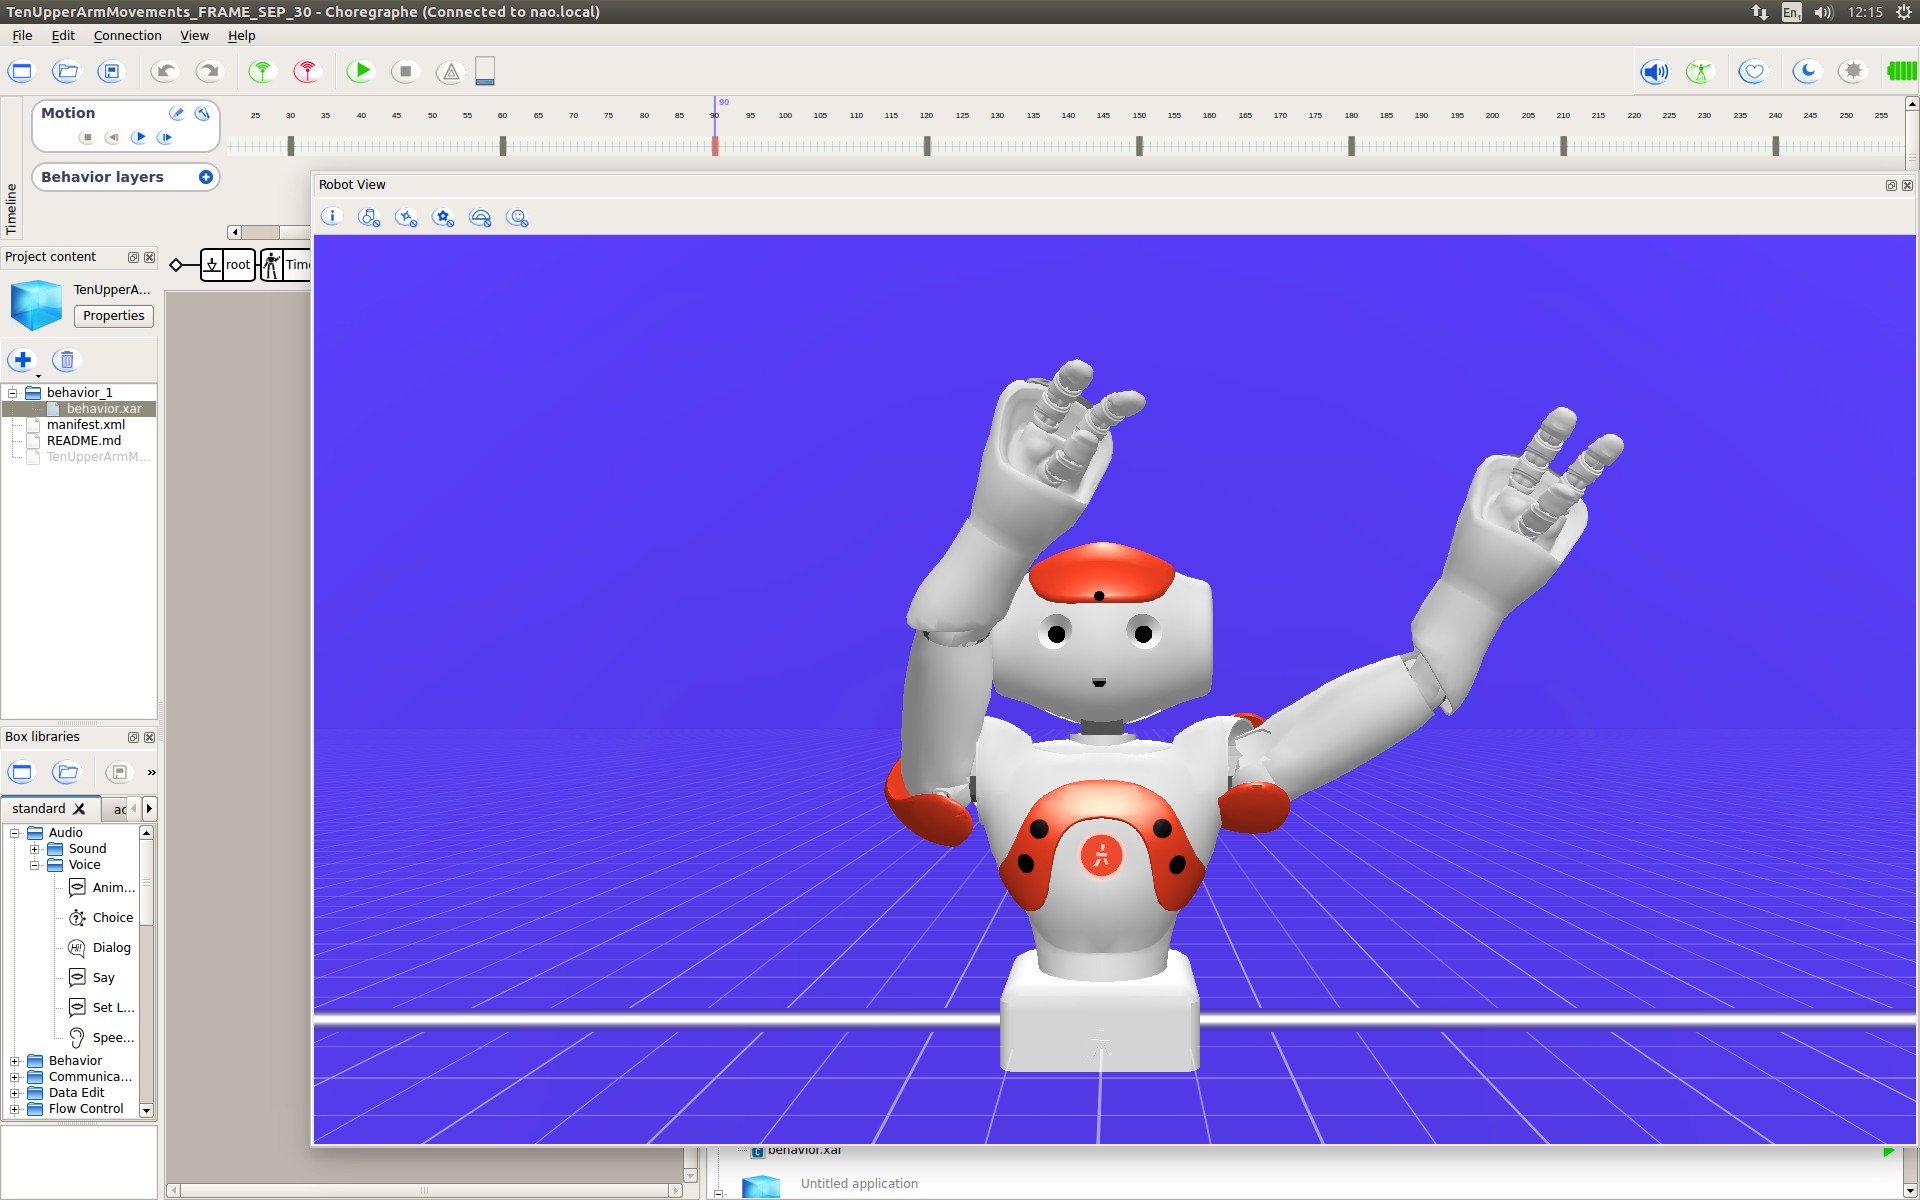 TenUpperArmMovements_FRAME_SEP_30 - Choregraphe (Connected to nao.local)
En1
12:15
File Edit Connection View Help
Timeline
Motion
90
25 30 35 40 45 50 55 60 65 70 75 80 85 90 95 100 105 110 115 120 125 130 135 140 145 150 155 160 165 170 175 180 185 190 195 200 205 210 215 220 225 230 235 240 245 250 255
Behavior layers
Robot View
Project content
root
Time
TenUpperA...
Properties
behavior_1
behavior.xar
manifest.xml
README.md
TenUpperArmM...
Box libraries
»
standard
ac
Audio
Sound
Voice
Anim...
Choice
Hi!
Dialog
Say
Set L...
Spee...
Behavior
Communica...
Data Edit
Flow Control
behavior.xar
Untitled application